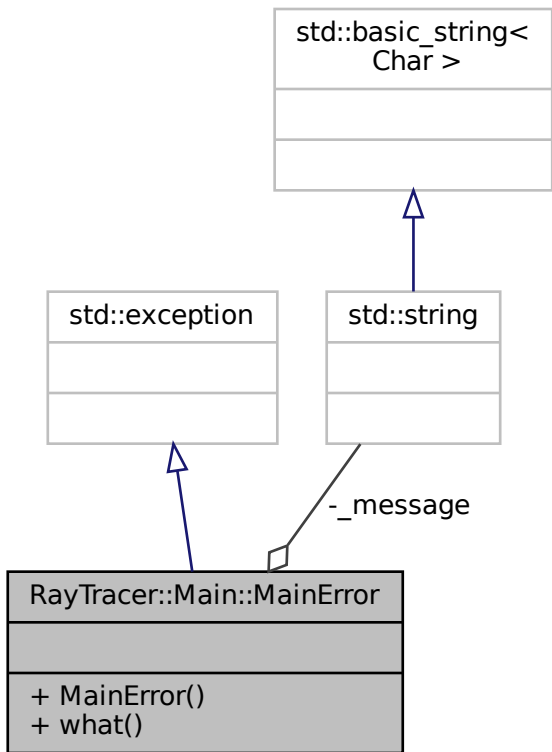 std::basic_string<
Char >
std::exception
std::string
-_message
RayTracer::Main::MainError
+ MainError()
+ what()